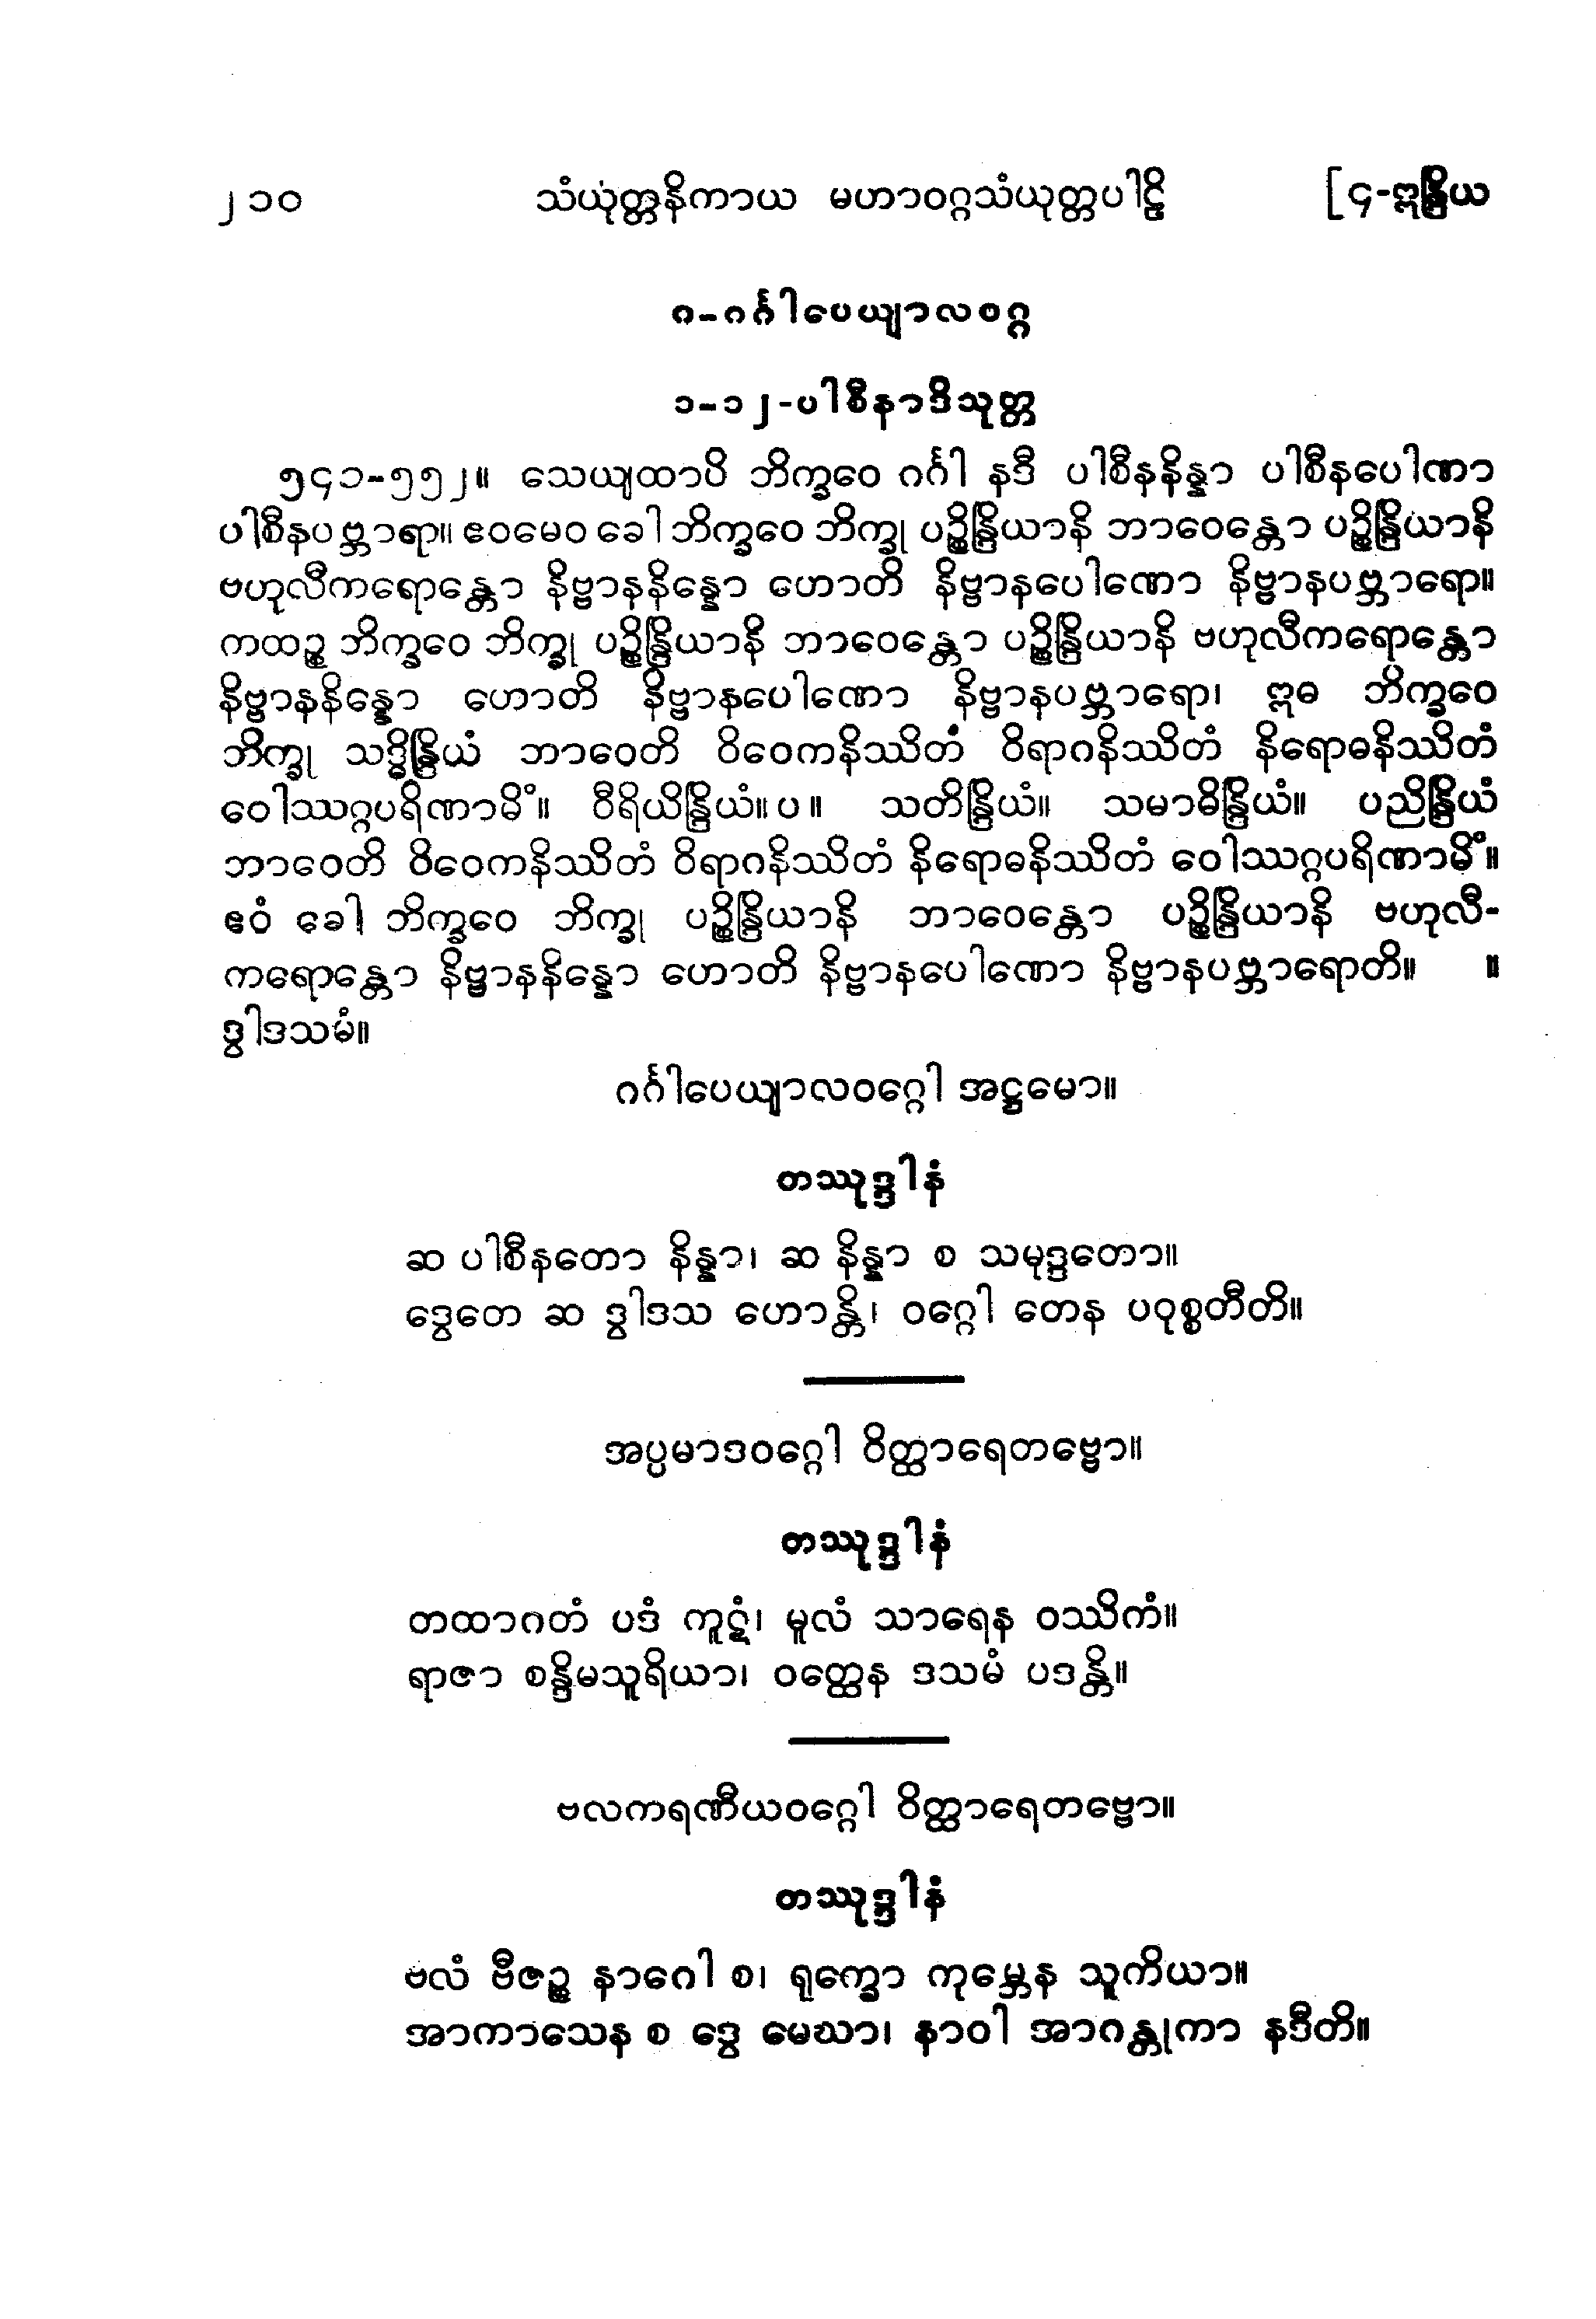 ၂၁၀ သံယုတ္တနိကာယ မဟာဝဂ္ဂသံယုတ္တပါဠိ [၄-ဣန္ဒြိယ
ဂ-ဂင်္ဂါပေယျာလဝဂ္ဂ
၁-၁၂-ပါစီနာဒိသုတ္တ
၅၄၁-၅၅၂။ သေယျထာပိ ဘိက္ခဝေ ဂင်္ဂါ နဒီ ပါစီနနိန္နာ ပါစီနပေါဏာ
ပါစီနပဗ္ဘာရာ။ ဧဝမေဝ ခေါ ဘိက္ခဝေ ဘိက္ခု ပဉ္စိန္ဒြိယာနိ ဘာဝေန္တော ပဉ္စိန္ဒြိယာနိ
ဗဟုလီကရောန္တော နိဗ္ဗာနနိန္နော ဟောတိ နိဗ္ဗာနပေါဏော နိဗ္ဗာနပဗ္ဘာရော။
ကထဉ္စ ဘိက္ခဝေ ဘိက္ခု ပဉ္စိန္ဒြိယာနိ ဘာဝေန္တော ပဉ္စိန္ဒြိယာနိ ဗဟုလီကရောန္တော
နိဗ္ဗာနနိန္နော ဟောတိ နိဗ္ဗာနပေါဏော နိဗ္ဗာနပဗ္ဘာရော၊ ဣဓ ဘိက္ခဝေ
ဘိက္ခု သဒ္ဓိန္ဒြိယံ ဘာဝေတိ ဝိဝေကနိဿိတံ ဝိရာဂနိဿိတံ နိရောဓနိဿိတံ
ဝေါဿဂ္ဂပရိဏာမိံ။ ဝီရိယိန္ဒြိယံ။ပ။ သတိန္ဒြိယံ။ သမာဓိန္ဒြိယံ။ ပညိန္ဒြိယံ
ဘာဝေတိ ဝိဝေကနိဿိတံ ဝိရာဂနိဿိတံ နိရောဓနိဿိတံ ဝေါဿဂ္ဂပရိဏာမိံ။
ဧဝံ ခေါ ဘိက္ခဝေ ဘိက္ခု ပဉ္စိန္ဒြိယာနိ ဘာဝေန္တော ပဉ္စိန္ဒြိယာနိ ဗဟုလီ-
ကရောန္တော နိဗ္ဗာနနိန္နော ဟောတိ နိဗ္ဗာနပေါဏော နိဗ္ဗာနပဗ္ဘာရောတိ။ ။
ဒွါဒသမံ။
ဂင်္ဂါပေယျာလဝဂ္ဂေါ အဋ္ဌမော။
တဿုဒ္ဒါနံ
ဆ ပါစီနတော နိန္နာ၊ ဆ နိန္နာ စ သမုဒ္ဒတော။
ဒွေတေ ဆ ဒွါဒသ ဟောန္တိ၊ ဝဂ္ဂေါ တေန ပဝုစ္စတီတိ။
အပ္ပမာဒဝဂ္ဂေါ ဝိတ္ထာရေတဗ္ဗော။
တဿုဒ္ဒါနံ
တထာဂတံ ပဒံ ကူဋံ၊ မူလံ သာရေန ဝဿိကံ။
ရာဇာ စန္ဒိမသူရိယာ၊ ဝတ္ထေန ဒသမံ ပဒန္တိ။
ဗလကရဏီယဝဂ္ဂေါ ဝိတ္ထာရေတဗ္ဗော။
တဿုဒ္ဒါနံ
ဗလံ ဗီဇဉ္စ နာဂေါ စ၊ ရုက္ခော ကုမ္ဘေန သူကိယာ။
အာကာသေန စ ဒွေ မေဃာ၊ နာဝါ အာဂန္တုကာ နဒီတိ။